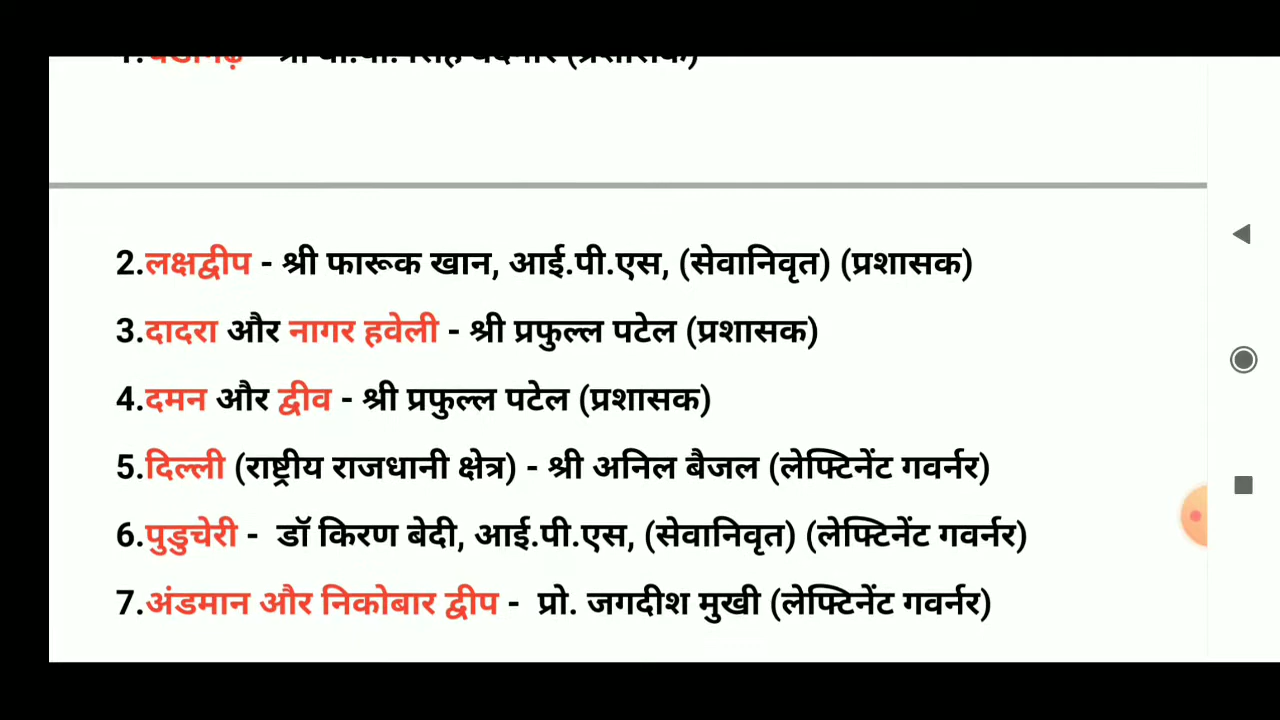 2.लक्षद्वीप - श्री फारूक खान, आई.पी.एस, (सेवानिवृत) (प्रशासक)
3.दादरा और नागर हवेली - श्री प्रफुल्ल पटेल (प्रशासक)
4.दमन और द्वीव - श्री प्रफुल्ल पटेल (प्रशासक)
5.दिल्ली (राष्ट्रीय राजधानी क्षेत्र) - श्री अनिल बैजल (लेफ्टिनेंट गवर्नर)
6.पुडुचेरी - डॉ किरण बेदी, आई.पी.एस, (सेवानिवृत) (लेफ्टिनेंट गवर्नर)
7.अंडमान और निकोबार द्वीप - प्रो. जगदीश मुखी (लेफ्टिनेंट गवर्नर)